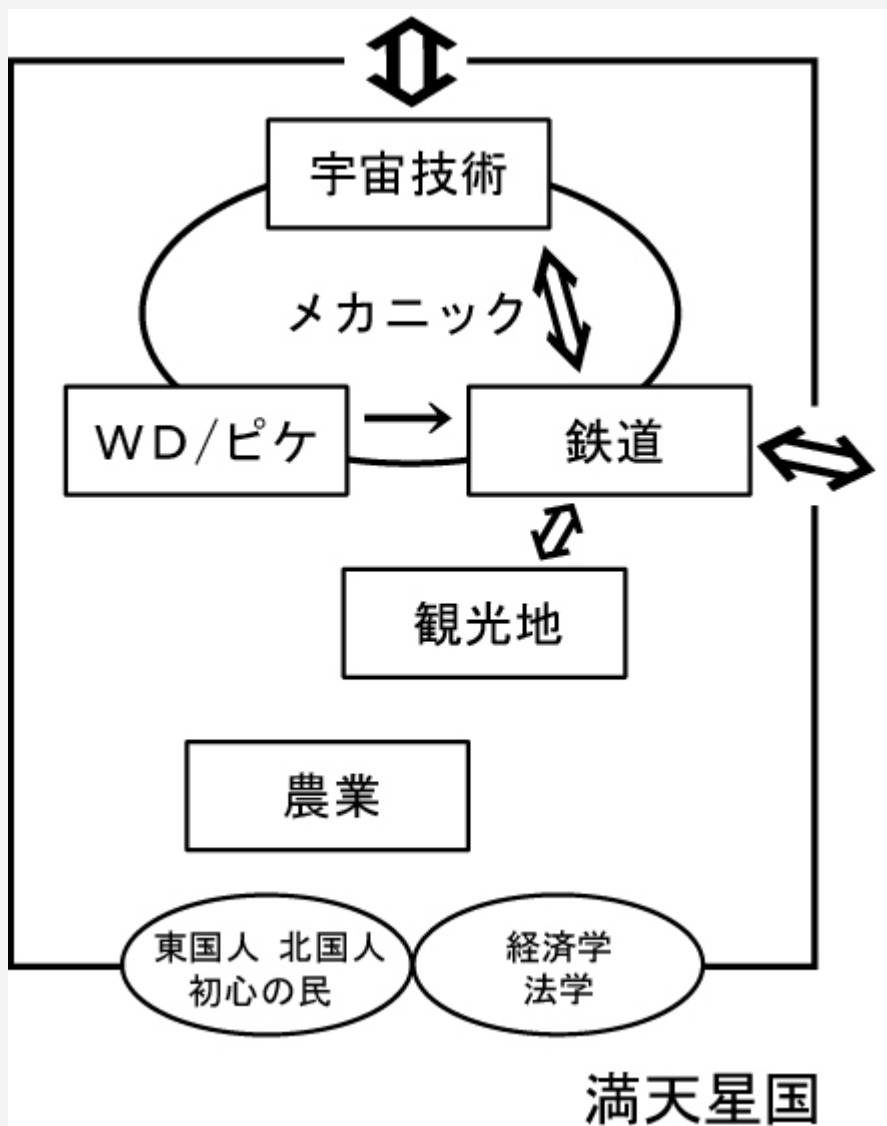 宇宙技術
メカニック
ＷＤ/ピケ
鉄道
観光地
農業
東国人 北国人
初心の民
経済学
法学
満天星国